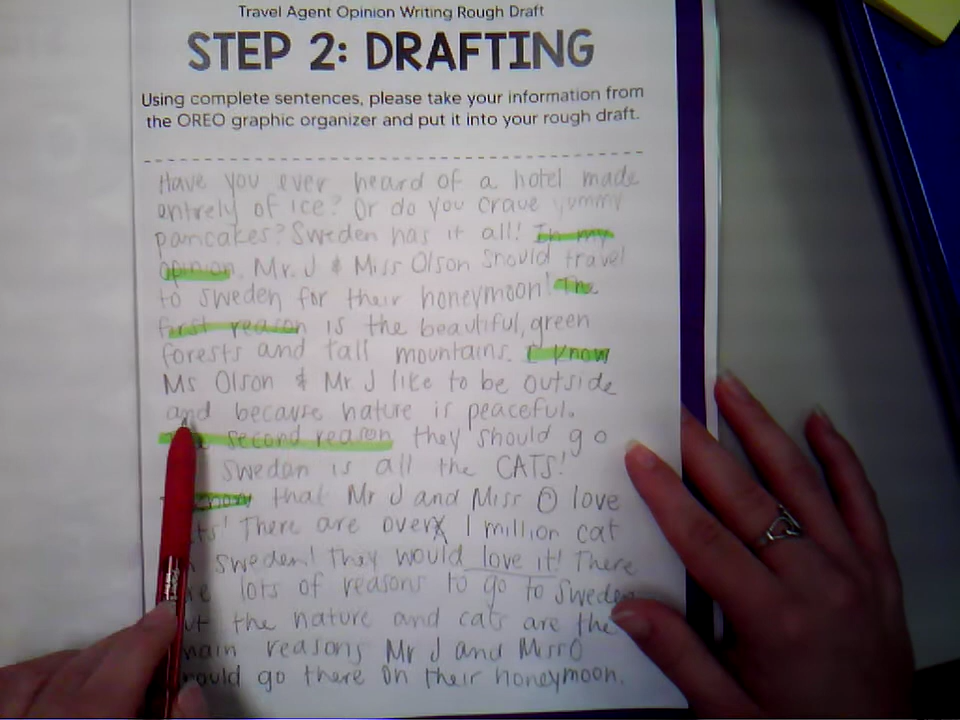 Travel Agent Opinion Writing Rough Draft
STEP 2: DRAFTING
Using complete sentences, please take your information from
the OREO graphic organizer and put it into your rough draft.
Have you ever heard of a hotel made
entirely of ice? Or do you crave yummy
pancakes? Sweden has it all! In my
opinion, Mr. J & Miss Olson should travel
to Sweden for their honeymoon! The
first reason is the beautiful, green
forests and tall mountains. I know
Ms Olson & Mr. J like to be outside
and because nature is peaceful.
second reason they should go
Sweden is all the CATS!
that Mr J and Miss O love
There are over 1 million cat
Sweden! They would love it! There
lots of reasons to go to Sweden
the nature and cats are the
main reasons Mr J and Miss O
go there on their honeymoon.